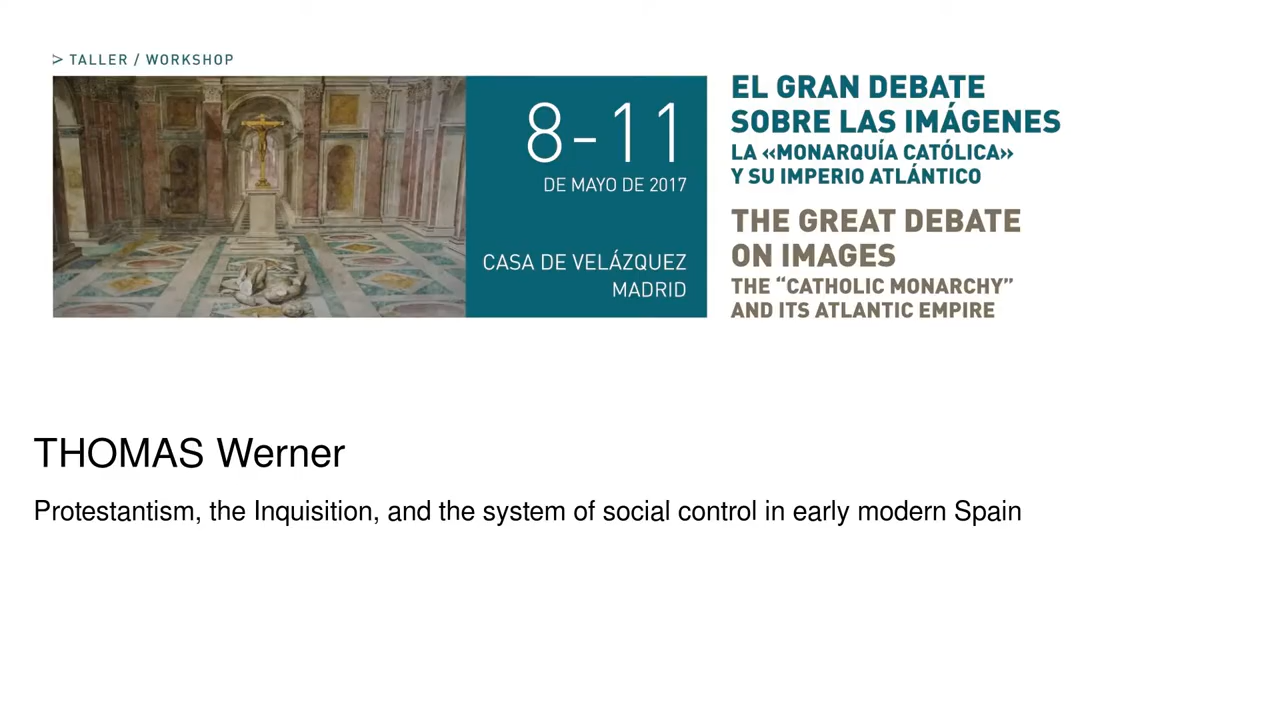 > TALLER / WORKSHOP
8-11
DE MAYO DE 2017
CASA DE VELÁZQUEZ
MADRID
EL GRAN DEBATE
SOBRE LAS IMÁGENES
LA «MONARQUÍA CATÓLICA»
Y SU IMPERIO ATLÁNTICO
THE GREAT DEBATE
ON IMAGES
THE “CATHOLIC MONARCHY”
AND ITS ATLANTIC EMPIRE
THOMAS Werner
Protestantism, the Inquisition, and the system of social control in early modern Spain